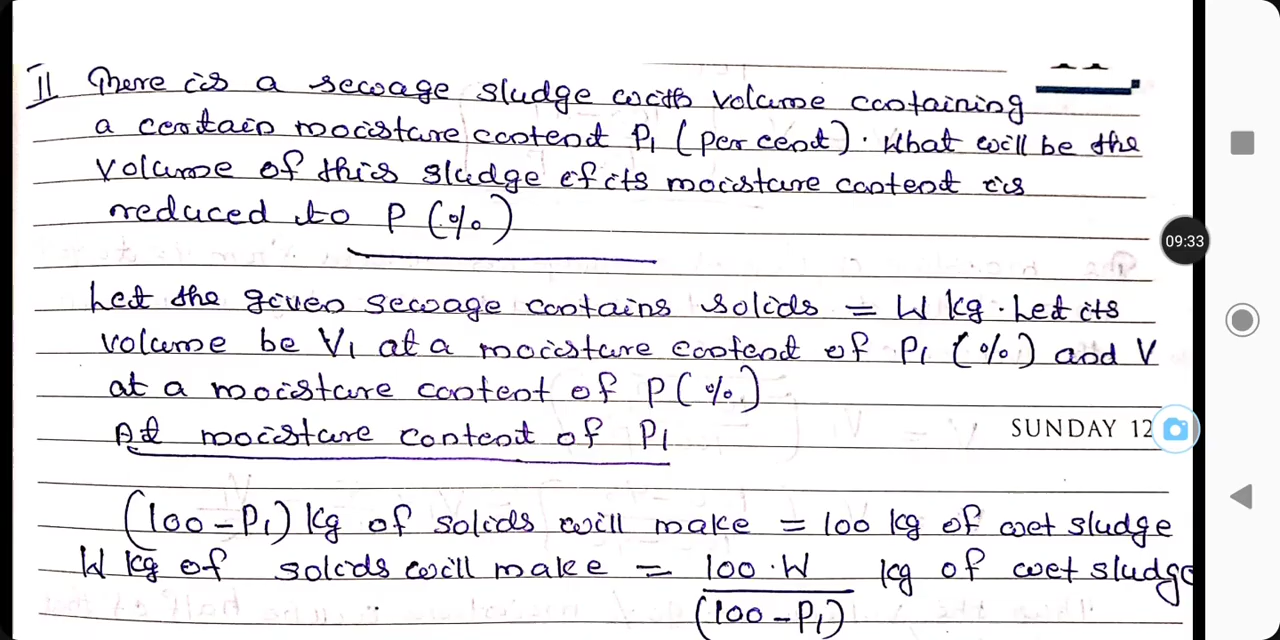 II There is a sewage sludge with volume containing
a certain moisture content P₁ (per cent). What will be the
volume of this sludge if its moisture content is
reduced to P (%)
09:33
Let the given sewage contains solids = W kg. Let its
volume be V₁ at a moisture content of P₁ (%) and V
at a moisture content of P (%)
SUNDAY 12
At moisture content of P₁
(100-P₁) kg of solids will make = 100 kg of wet sludge
W kg of solids will make = 100·W / (100-P₁) kg of wet sludge